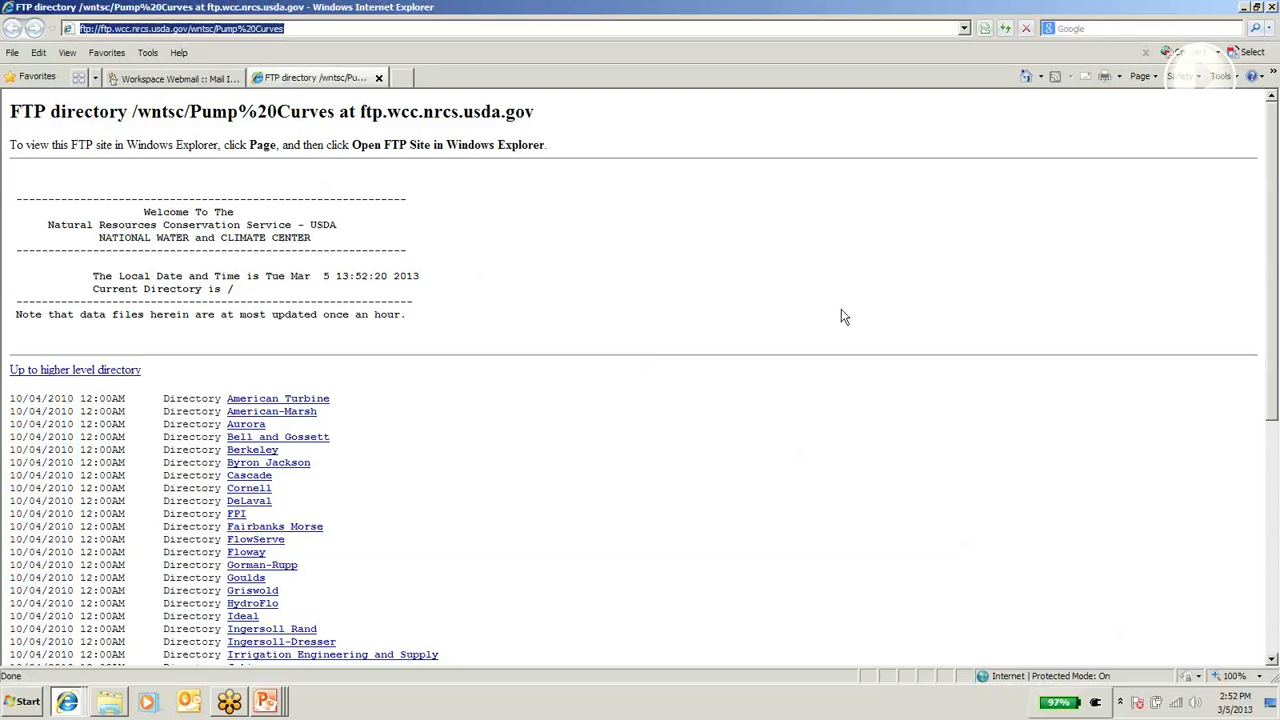 FTP directory /wntsc/Pump%20Curves at ftp.wcc.nrcs.usda.gov - Windows Internet Explorer
ftp://ftp.wcc.nrcs.usda.gov/wntsc/Pump%20Curves
Google
File Edit View Favorites Tools Help
Select
Favorites
Workspace Webmail :: Mail I...
FTP directory /wntsc/Pu...
Page
Safety
Tools
FTP directory /wntsc/Pump%20Curves at ftp.wcc.nrcs.usda.gov
To view this FTP site in Windows Explorer, click Page, and then click Open FTP Site in Windows Explorer.
Welcome To The
Natural Resources Conservation Service - USDA
NATIONAL WATER and CLIMATE CENTER
The Local Date and Time is Tue Mar 5 13:52:20 2013
Current Directory is /
Note that data files herein are at most updated once an hour.
Up to higher level directory
10/04/2010 12:00AM Directory American Turbine
10/04/2010 12:00AM Directory American-Marsh
10/04/2010 12:00AM Directory Aurora
10/04/2010 12:00AM Directory Bell and Gossett
10/04/2010 12:00AM Directory Berkeley
10/04/2010 12:00AM Directory Byron Jackson
10/04/2010 12:00AM Directory Cascade
10/04/2010 12:00AM Directory Cornell
10/04/2010 12:00AM Directory DeLaval
10/04/2010 12:00AM Directory FPI
10/04/2010 12:00AM Directory Fairbanks Morse
10/04/2010 12:00AM Directory FlowServe
10/04/2010 12:00AM Directory Floway
10/04/2010 12:00AM Directory Gorman-Rupp
10/04/2010 12:00AM Directory Goulds
10/04/2010 12:00AM Directory Griswold
10/04/2010 12:00AM Directory HydroFlo
10/04/2010 12:00AM Directory Ideal
10/04/2010 12:00AM Directory Ingersoll Rand
10/04/2010 12:00AM Directory Ingersoll-Dresser
10/04/2010 12:00AM Directory Irrigation Engineering and Supply
Done
Internet | Protected Mode: On
100%
Start
97%
2:52 PM
3/5/2013